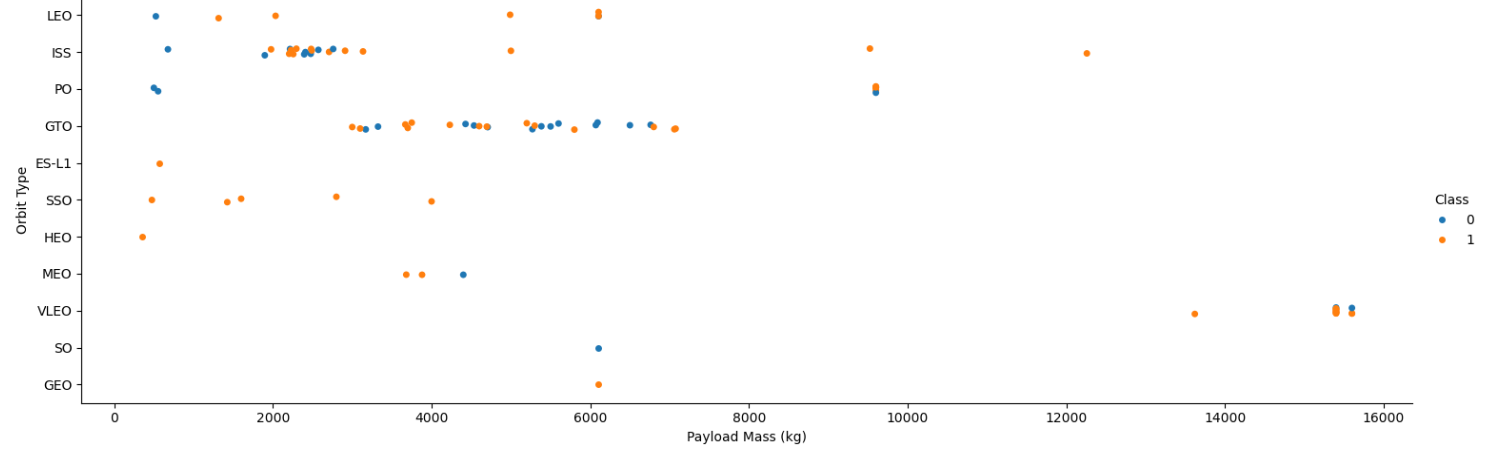 LEO
ISS
PO
GTO
ES-L1
SSO
HEO
MEO
VLEO
SO
GEO
Orbit Type
0 2000 4000 6000 8000 10000 12000 14000 16000
Payload Mass (kg)
Class
0
1